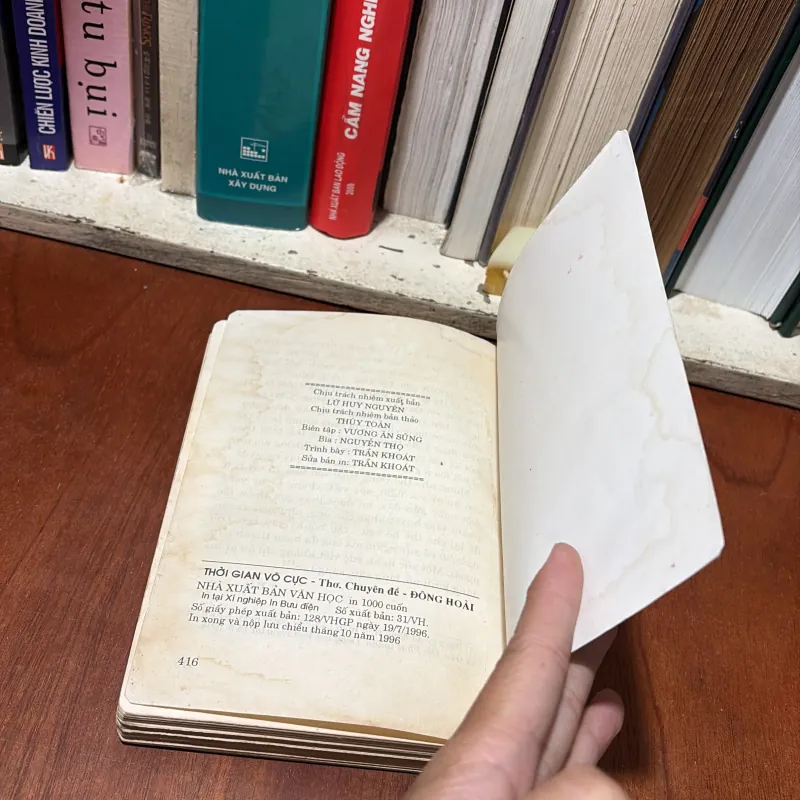 CHIẾN LƯỢC KINH DOANH
tu bụi
NHÀ XUẤT BẢN
XÂY DỰNG
CẨM NANG NGH
NHÀ XUẤT BẢN LAO ĐỘNG
2009
Chịu trách nhiệm xuất bản
LỮ HUY NGUYÊN
Chịu trách nhiệm bản thảo
THÚY TOÀN
Biên tập : VƯƠNG ÂN SŨNG
Bìa : NGUYỄN THỌ
Trình bày : TRẦN KHOÁT
Sửa bản in: TRẦN KHOÁT
THỜI GIAN VÔ CỰC - Thơ. Chuyên đề - ĐÔNG HOÀI
NHÀ XUẤT BẢN VĂN HỌC in 1000 cuốn
In tại Xí nghiệp in Bưu điện Số xuất bản: 31/VH.
Số giấy phép xuất bản: 128/VHGP ngày 19/7/1996.
In xong và nộp lưu chiểu tháng 10 năm 1996
416